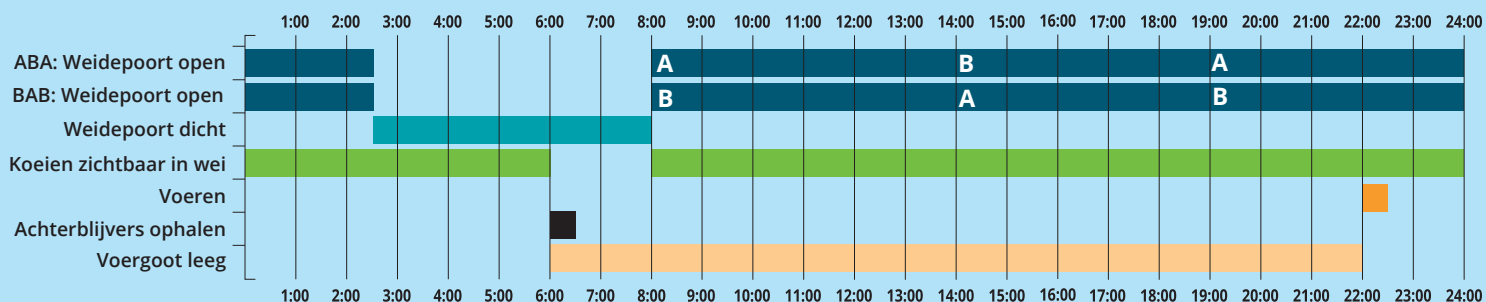 1:00 2:00 3:00 4:00 5:00 6:00 7:00 8:00 9:00 10:00 11:00 12:00 13:00 14:00 15:00 16:00 17:00 18:00 19:00 20:00 21:00 22:00 23:00 24:00
ABA: Weidepoort open A B A
BAB: Weidepoort open B A B
Weidepoort dicht
Koeien zichtbaar in wei
Voeren
Achterblijvers ophalen
Voergoot leeg
1:00 2:00 3:00 4:00 5:00 6:00 7:00 8:00 9:00 10:00 11:00 12:00 13:00 14:00 15:00 16:00 17:00 18:00 19:00 20:00 21:00 22:00 23:00 24:00